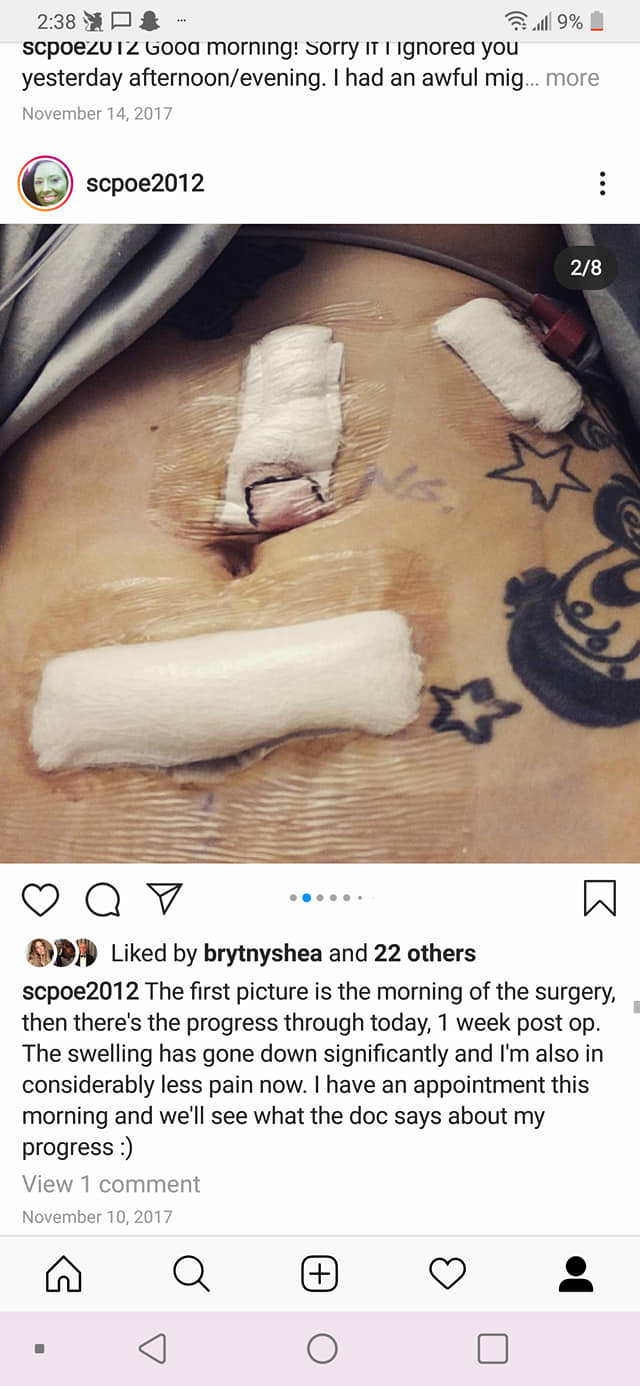 2:38 ... 9%
scpoe2012 Good morning! Sorry if I ignored you
yesterday afternoon/evening. I had an awful mig... more
November 14, 2017
scpoe2012
2/8
No.
Liked by brytnyshea and 22 others
scpoe2012 The first picture is the morning of the surgery,
then there's the progress through today, 1 week post op.
The swelling has gone down significantly and I'm also in
considerably less pain now. I have an appointment this
morning and we'll see what the doc says about my
progress :)
View 1 comment
November 10, 2017